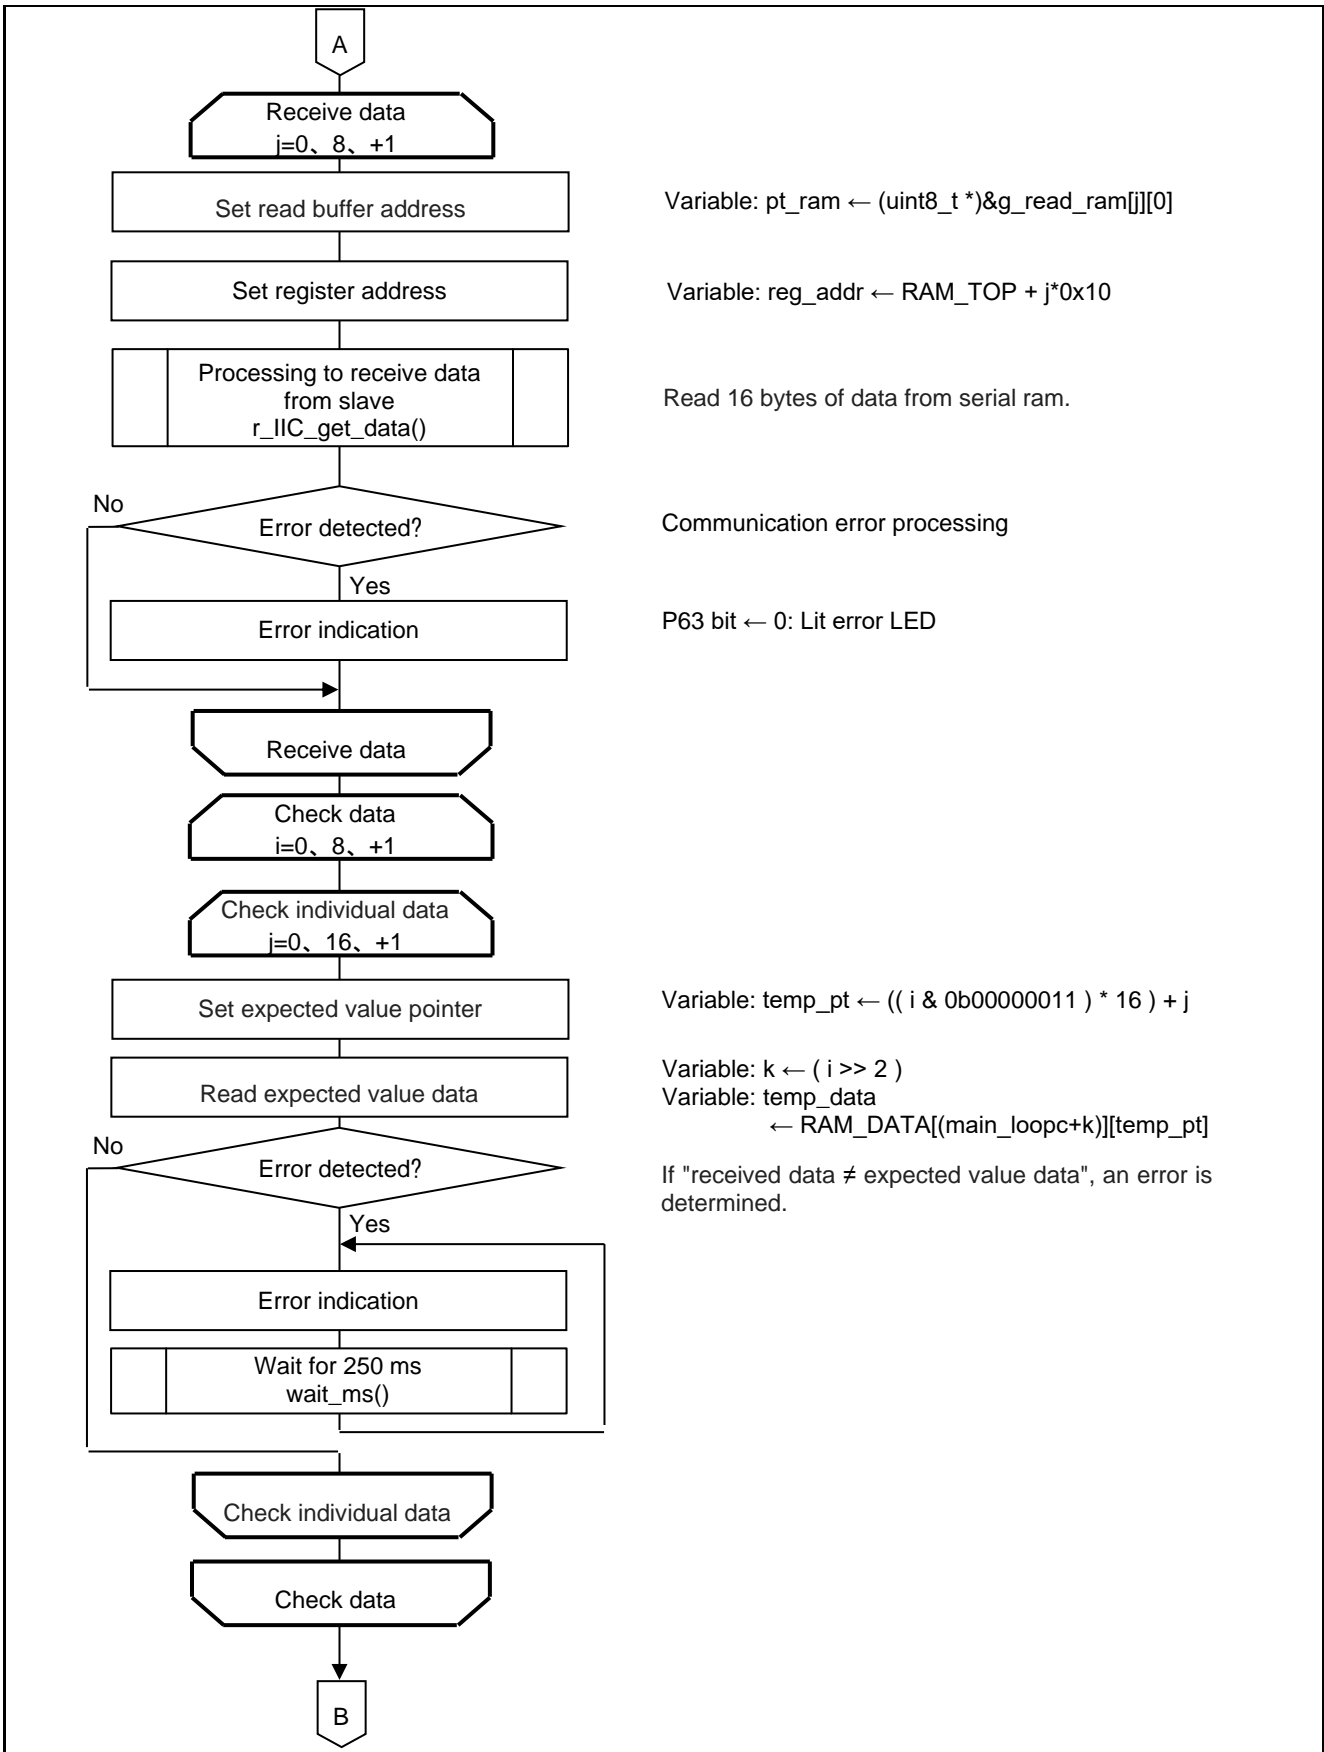 A
Receive data
j=0、8、+1
Set read buffer address
Variable: pt_ram ← (uint8_t *)&g_read_ram[j][0]
Set register address
Variable: reg_addr ← RAM_TOP + j*0x10
Processing to receive data
from slave
r_IIC_get_data()
Read 16 bytes of data from serial ram.
No
Error detected?
Communication error processing
Yes
Error indication
P63 bit ← 0: Lit error LED
Receive data
Check data
i=0、8、+1
Check individual data
j=0、16、+1
Set expected value pointer
Variable: temp_pt ← (( i & 0b00000011 ) * 16 ) + j
Read expected value data
Variable: k ← ( i >> 2 )
Variable: temp_data
← RAM_DATA[(main_loopc+k)][temp_pt]
No
Error detected?
If "received data ≠ expected value data", an error is
determined.
Yes
Error indication
Wait for 250 ms
wait_ms()
Check individual data
Check data
B